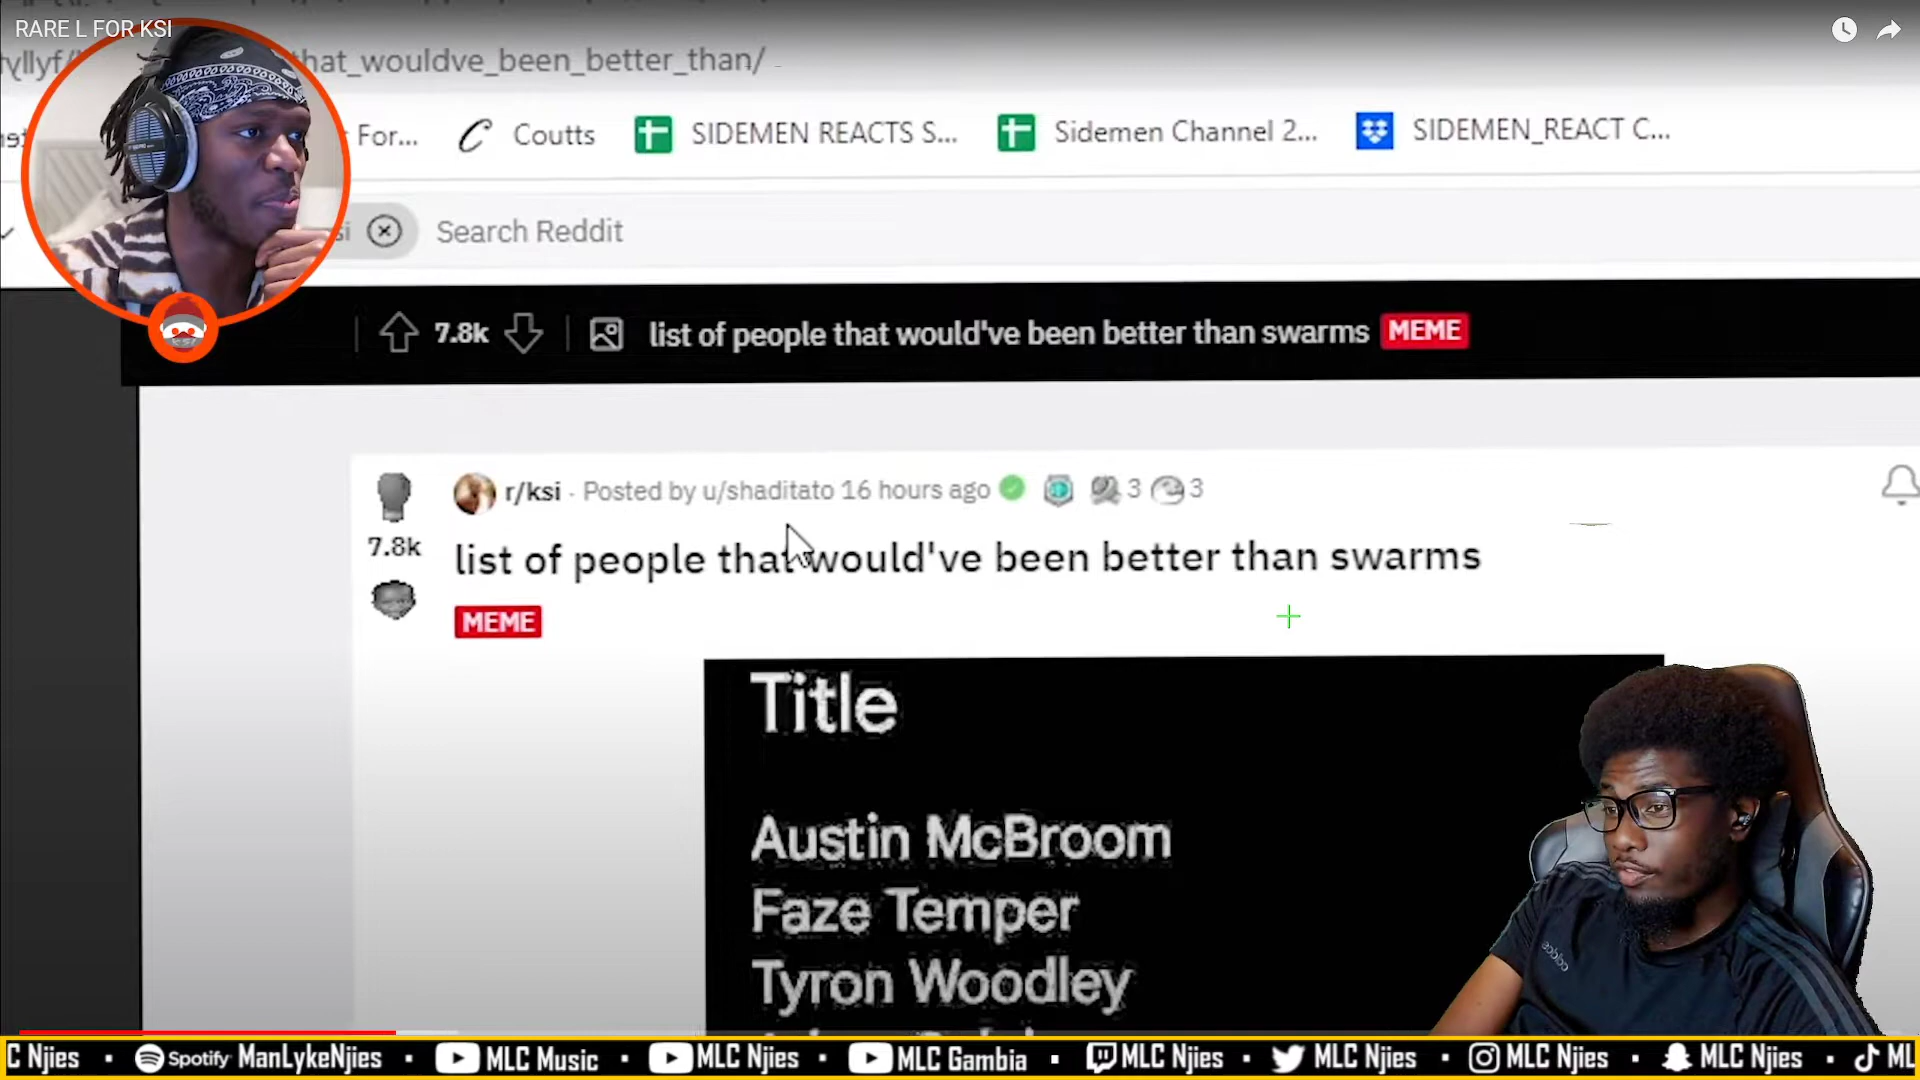 RARE L FOR KSI
hat_wouldve_been_better_than/
For... Coutts SIDEMEN REACTS S... Sidemen Channel 2... SIDEMEN_REACT C...
Search Reddit
7.8k list of people that would've been better than swarms MEME
r/ksi · Posted by u/shaditato 16 hours ago 3 3
7.8k
list of people that would've been better than swarms
MEME
Title
Austin McBroom
Faze Temper
Tyron Woodley
adidas
C Njies · Spotify ManLykeNjies · MLC Music · MLC Njies · MLC Gambia · MLC Njies · MLC Njies · MLC Njies · MLC Njies · ML